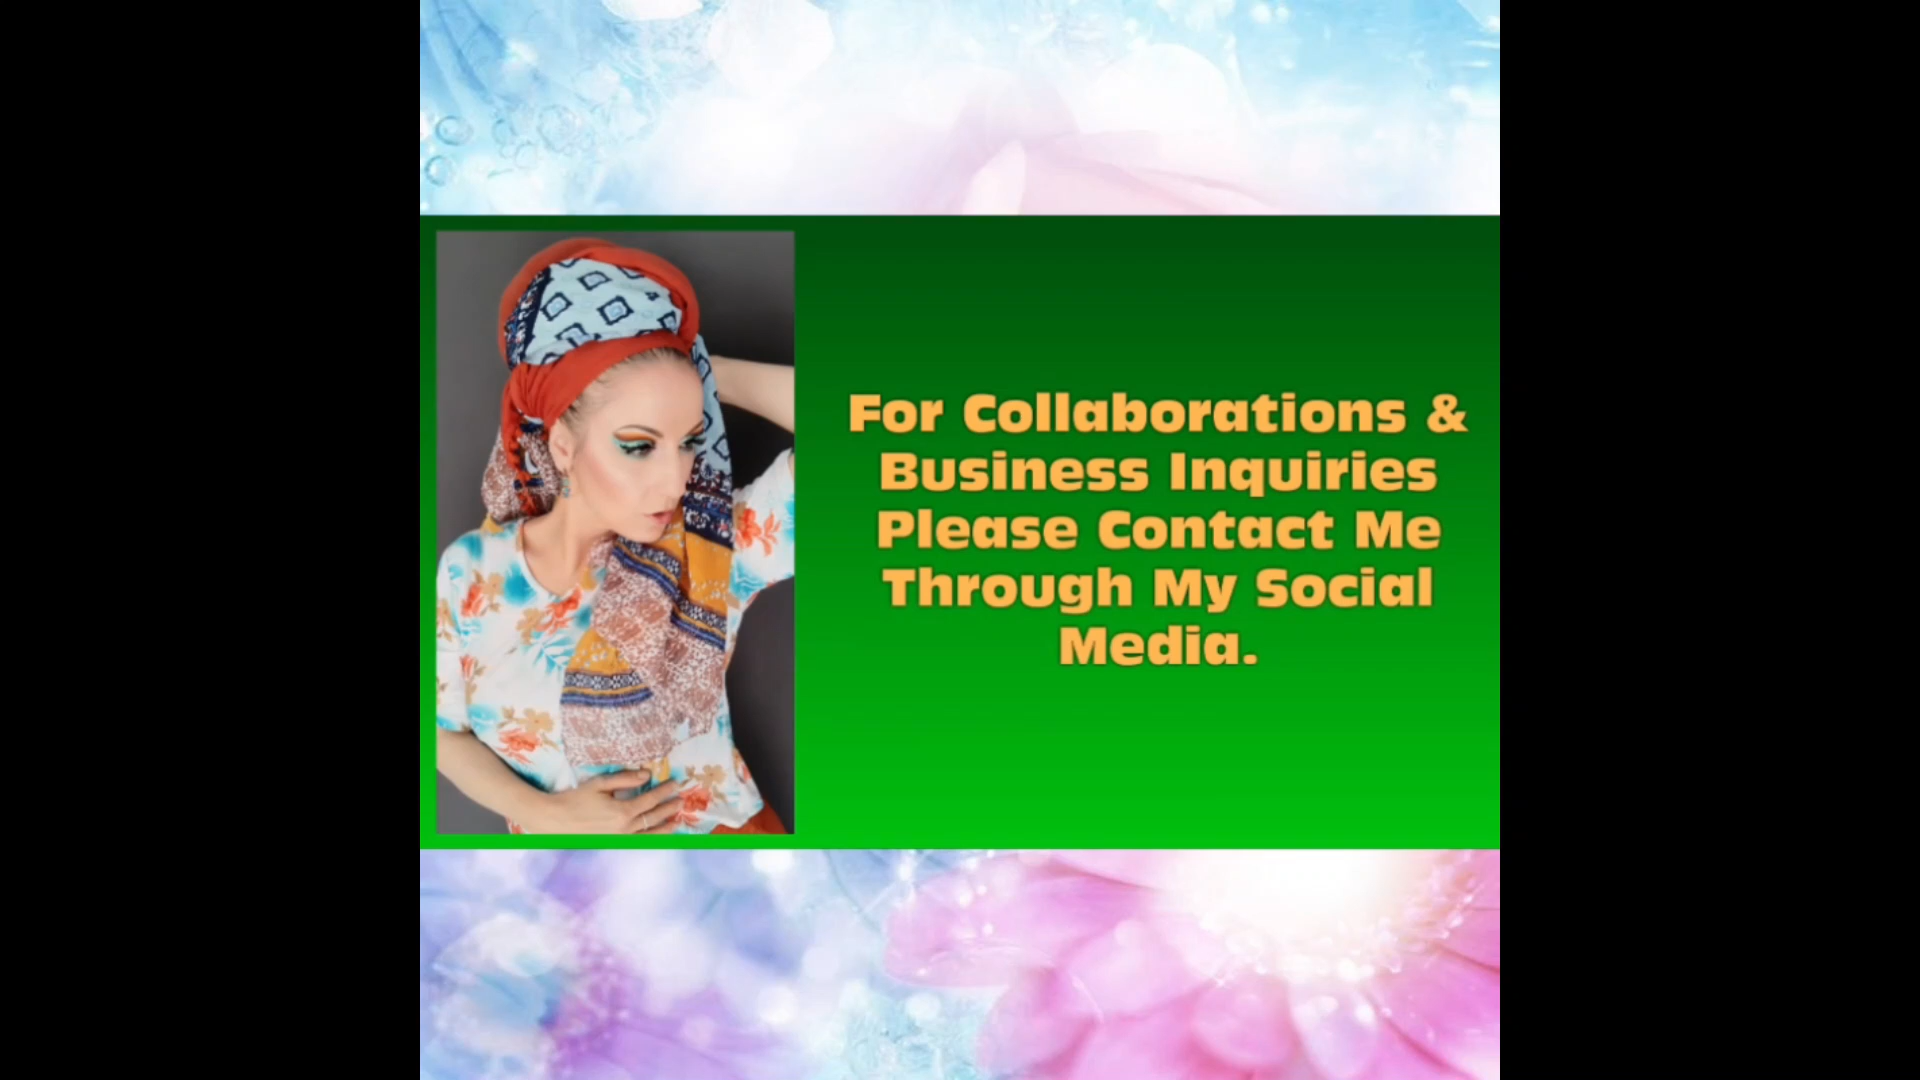 For Collaborations &
Business Inquiries
Please Contact Me
Through My Social
Media.